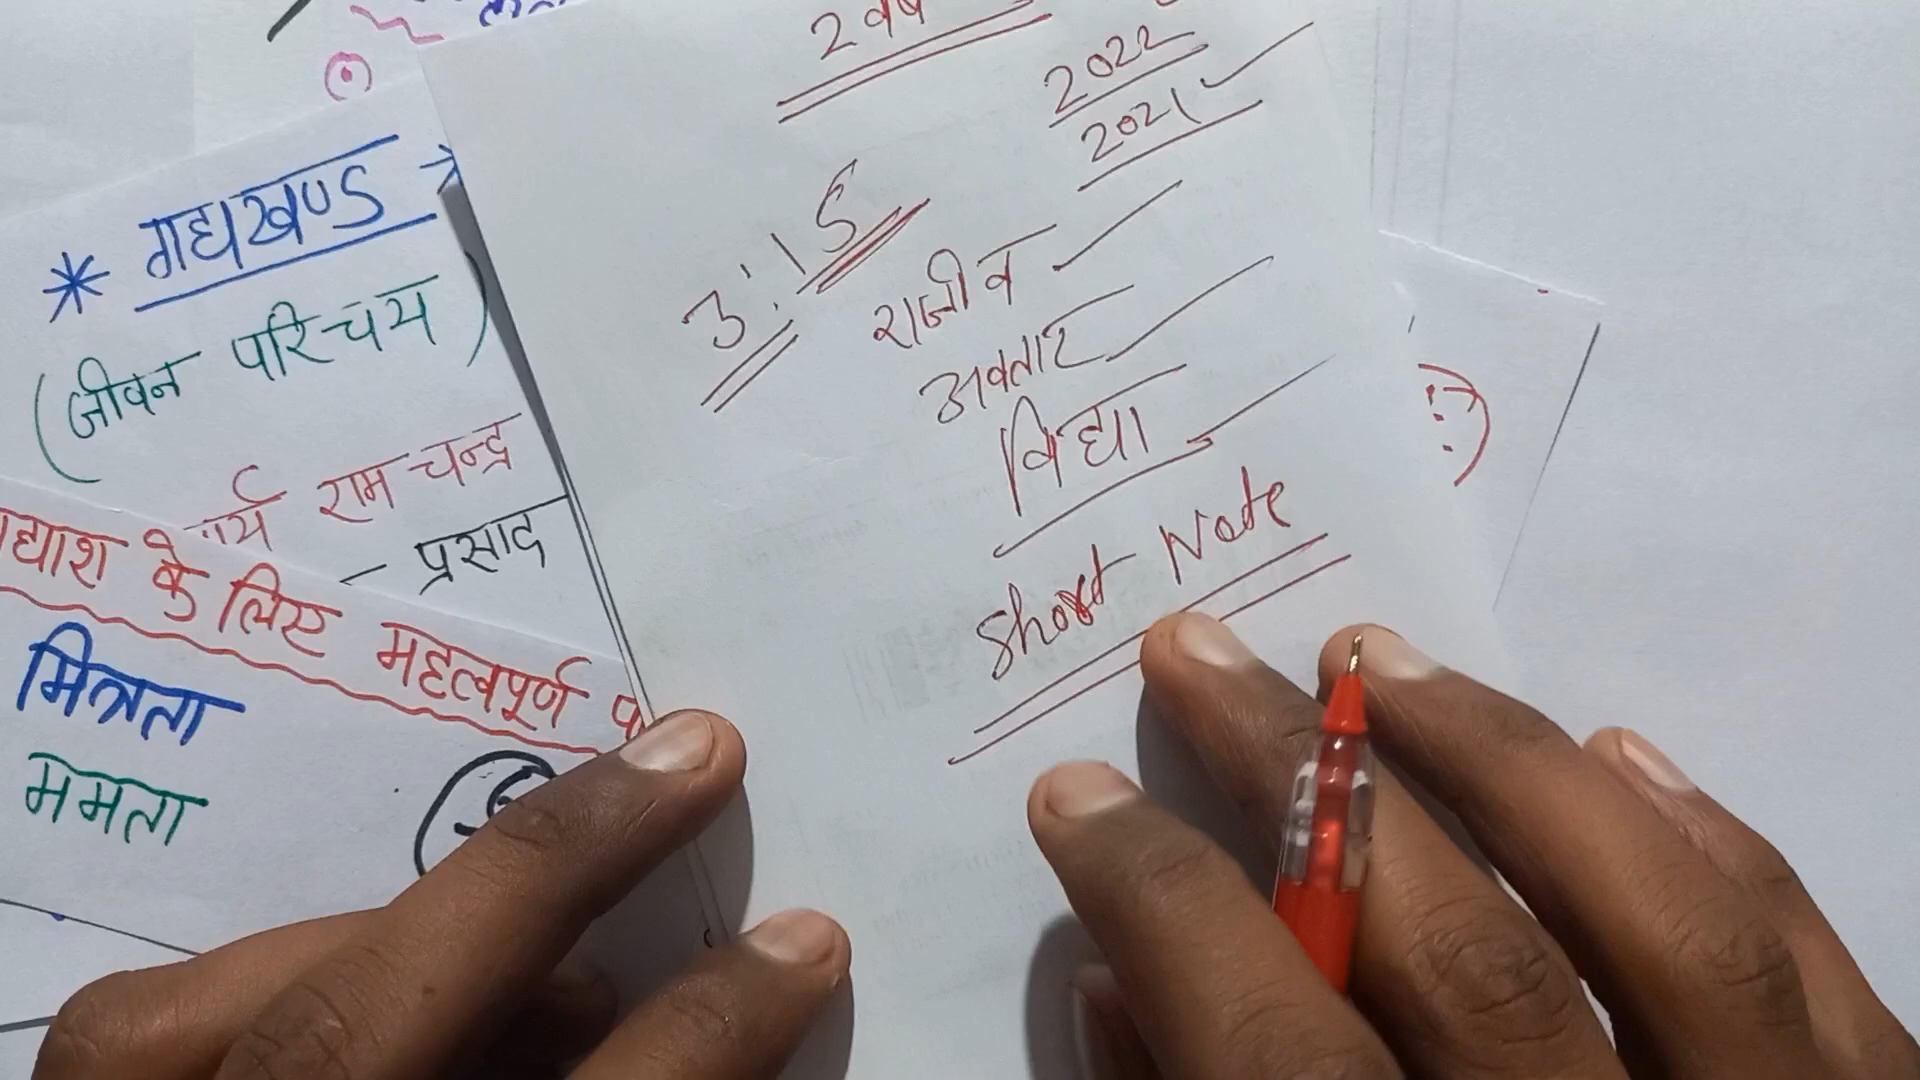 * गद्यखण्ड
(जीवन परिचय)
राम चन्द्र
– प्रसाद
के लिए महत्वपूर्ण
मित्रता
ममता
2 वर्ष
2022
2021
3:15
राजीव
अवतार
विद्या
Short Note